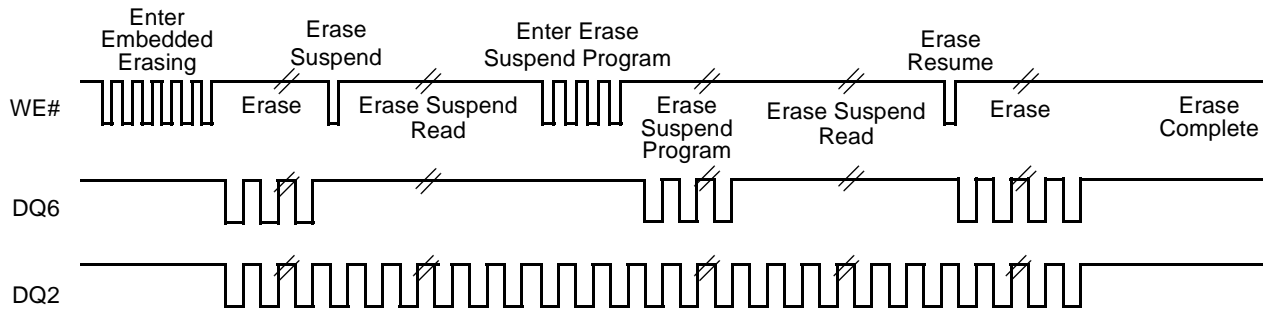 Enter
Embedded
Erasing
Erase
Suspend
Enter Erase
Suspend Program
Erase
Resume
WE#
Erase
Erase Suspend
Read
Erase
Suspend
Program
Erase Suspend
Read
Erase
Erase
Complete
DQ6
DQ2